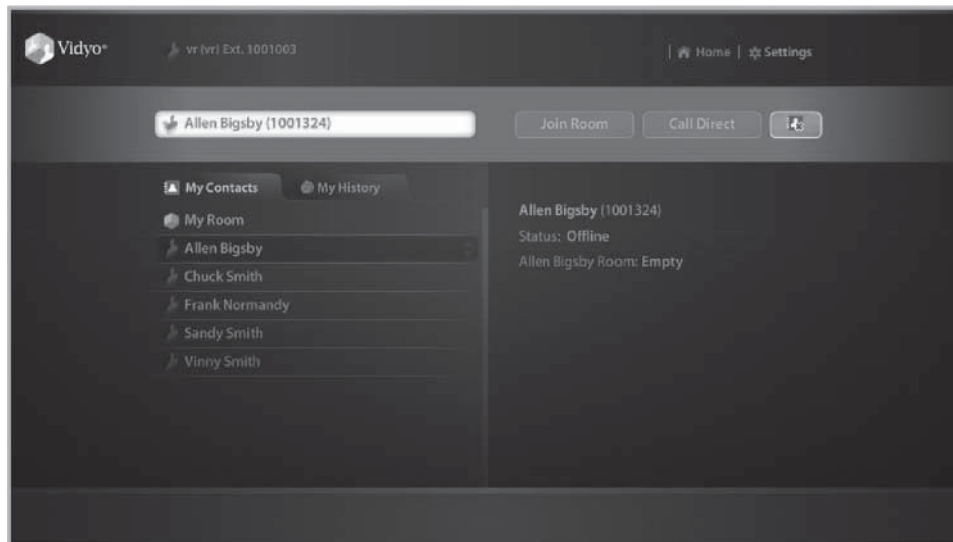 Vidyo®
vr (vr) Ext. 1001003
| Home | Settings
Allen Bigsby (1001324)
Join Room
Call Direct
My Contacts
My History
My Room
Allen Bigsby
Chuck Smith
Frank Normandy
Sandy Smith
Vinny Smith
Allen Bigsby (1001324)
Status: Offline
Allen Bigsby Room: Empty